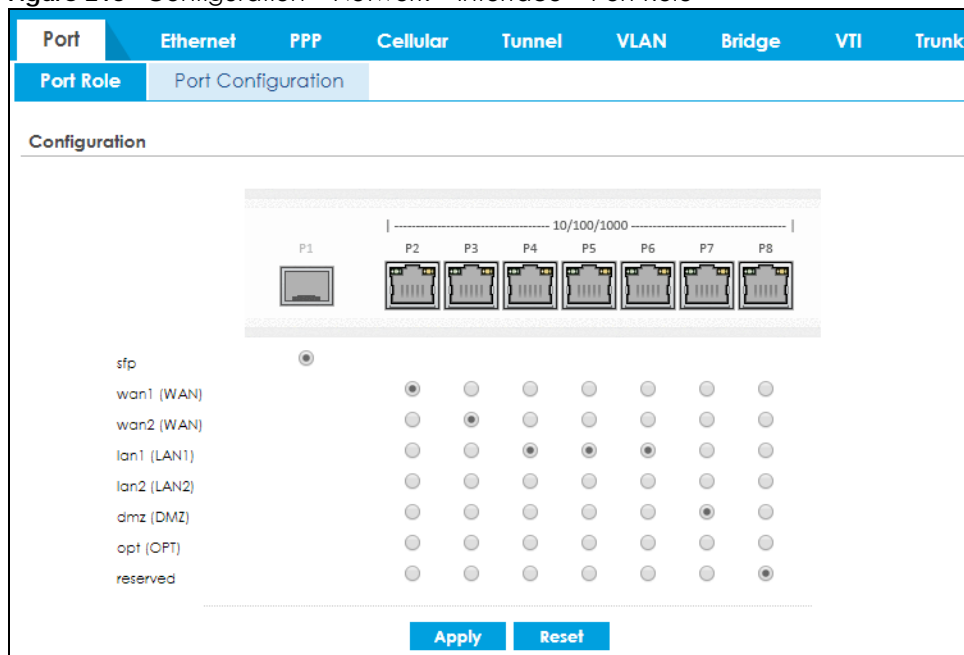 Port Ethernet PPP Cellular Tunnel VLAN Bridge VTI Trunk
Port Role Port Configuration
Configuration
10/100/1000
P1 P2 P3 P4 P5 P6 P7 P8
sfp
wan1 (WAN)
wan2 (WAN)
lan1 (LAN1)
lan2 (LAN2)
dmz (DMZ)
opt (OPT)
reserved
Apply Reset